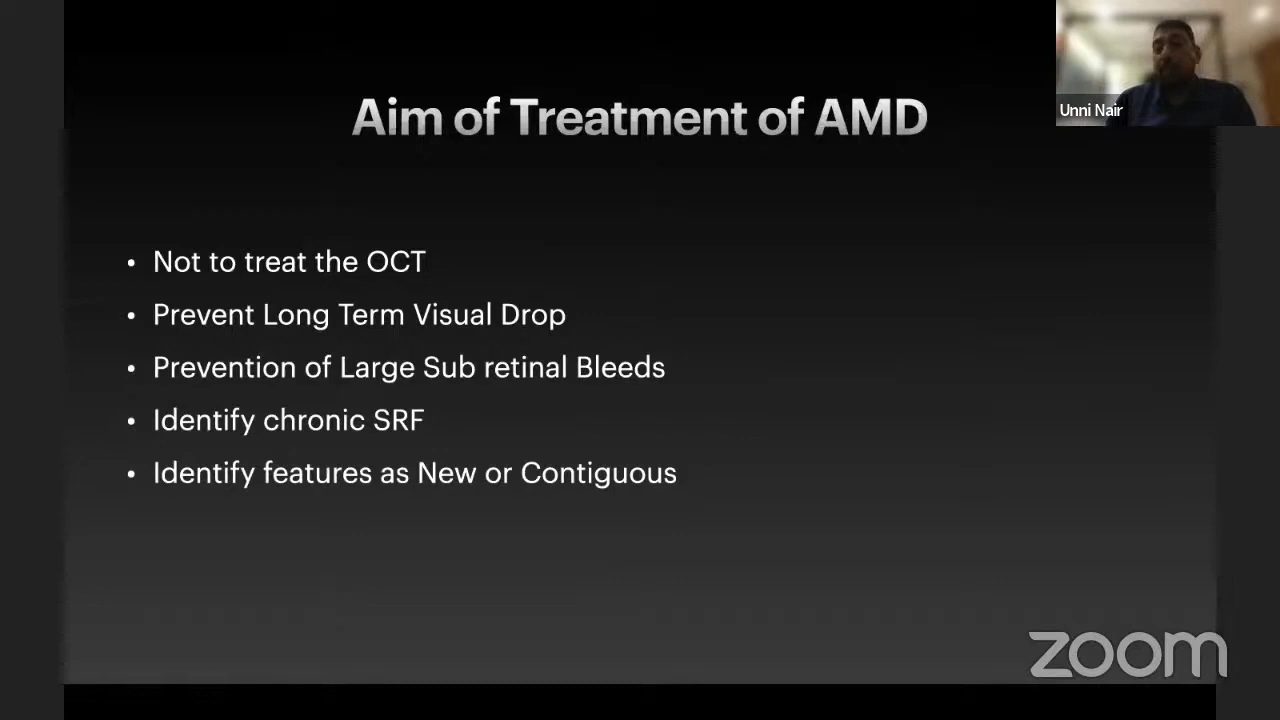 Aim of Treatment of AMD
Unni Nair
• Not to treat the OCT
• Prevent Long Term Visual Drop
• Prevention of Large Sub retinal Bleeds
• Identify chronic SRF
• Identify features as New or Contiguous
zoom